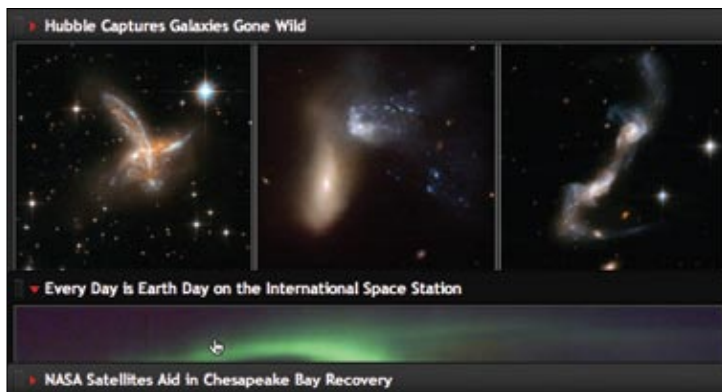 Hubble Captures Galaxies Gone Wild
Every Day is Earth Day on the International Space Station
NASA Satellites Aid in Chesapeake Bay Recovery